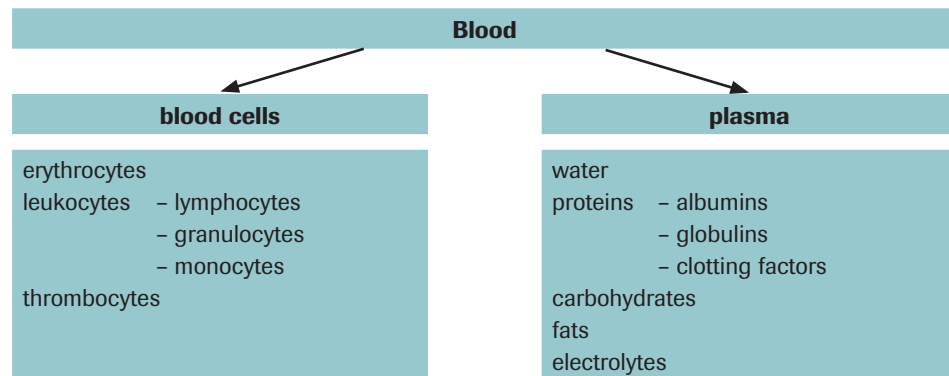 Blood
blood cells
erythrocytes
leukocytes – lymphocytes
– granulocytes
– monocytes
thrombocytes
plasma
water
proteins – albumins
– globulins
– clotting factors
carbohydrates
fats
electrolytes